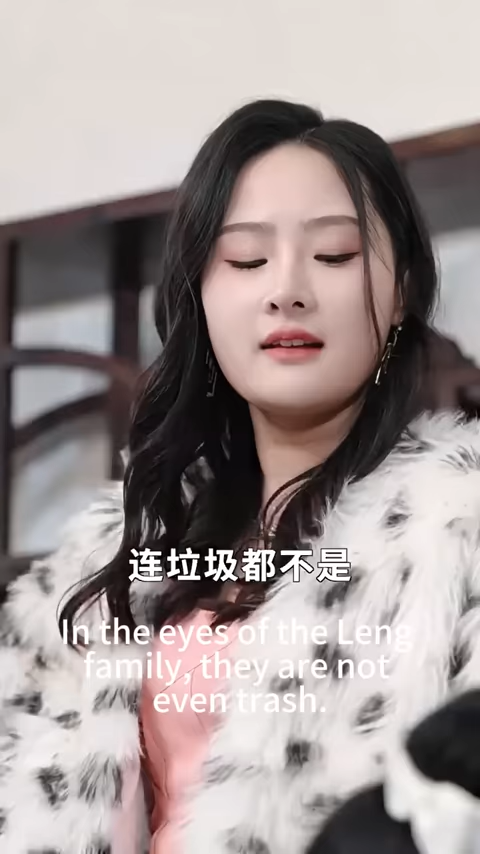 连垃圾都不是
In the eyes of the Leng
family, they are not
even trash.